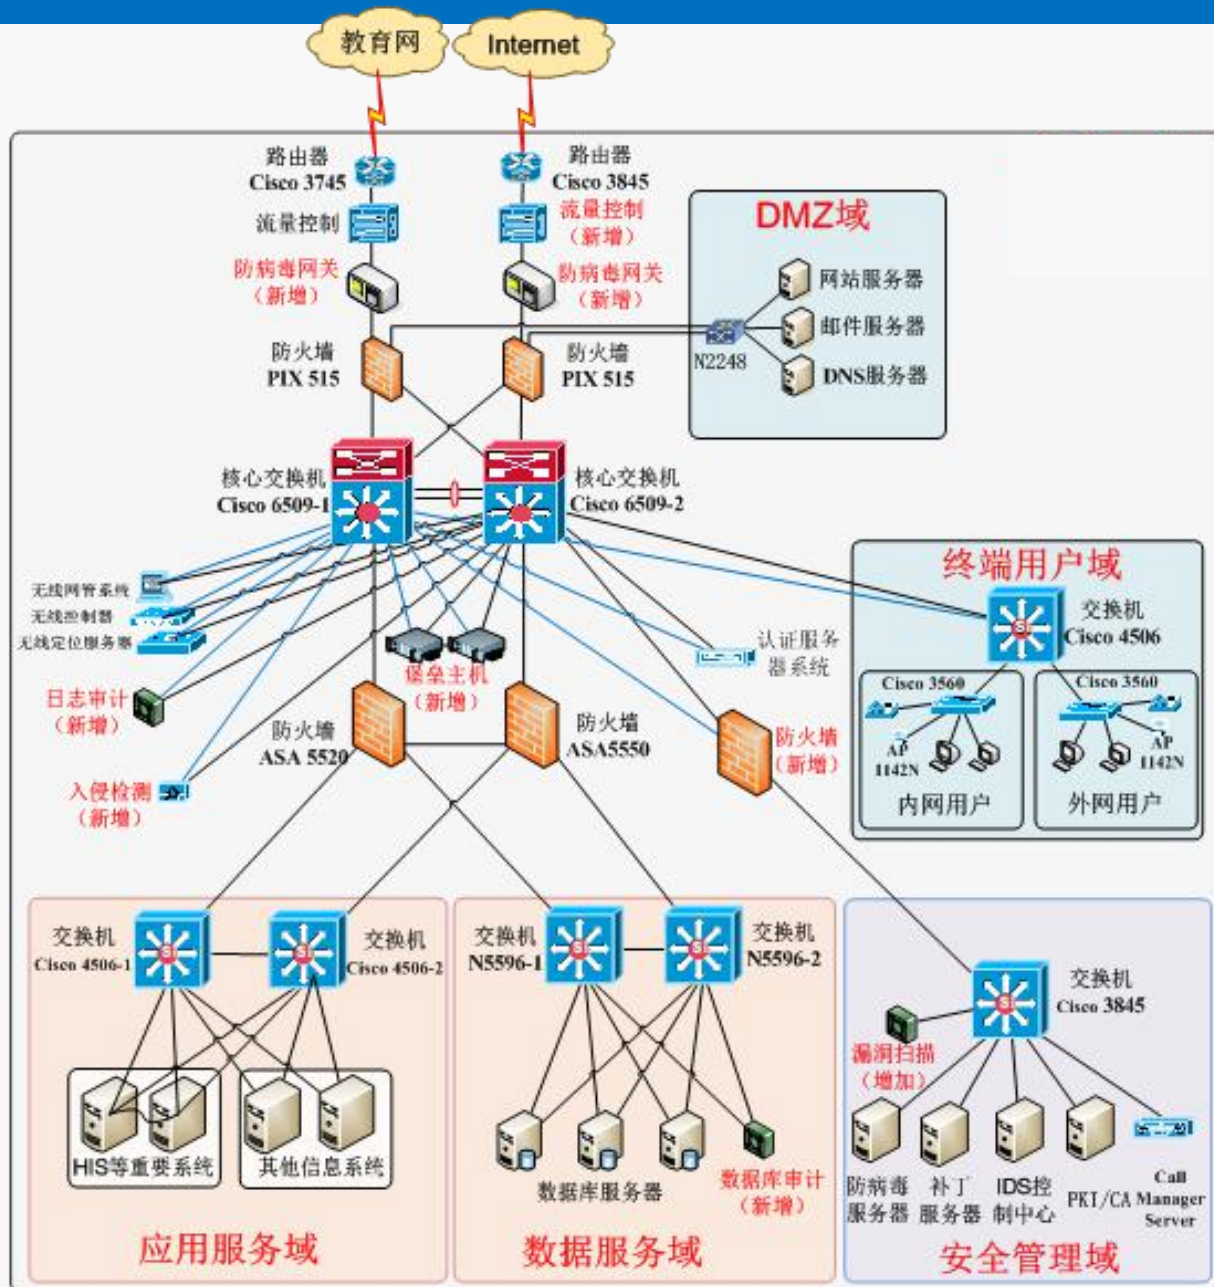 教育网
Internet
路由器
Cisco 3745
路由器
Cisco 3845
流量控制
流量控制
（新增）
防病毒网关
（新增）
防病毒网关
（新增）
防火墙
PIX 515
防火墙
PIX 515
DMZ域
网站服务器
邮件服务器
DNS服务器
N2248
核心交换机
Cisco 6509-1
核心交换机
Cisco 6509-2
无线网管系统
无线控制器
无线定位服务器
日志审计
（新增）
入侵检测
（新增）
堡垒主机
（新增）
认证服务
器系统
防火墙
ASA 5520
防火墙
ASA5550
防火墙
（新增）
终端用户域
交换机
Cisco 4506
Cisco 3560
AP
1142N
内网用户
Cisco 3560
AP
1142N
外网用户
交换机
Cisco 4506-1
交换机
Cisco 4506-2
HIS等重要系统
其他信息系统
应用服务域
交换机
N5596-1
交换机
N5596-2
数据库服务器
数据库审计
（新增）
数据服务域
交换机
Cisco 3845
漏洞扫描
（增加）
防病毒
服务器
补丁
服务器
IDS控
制中心
PKI/CA
Call
Manager
Server
安全管理域